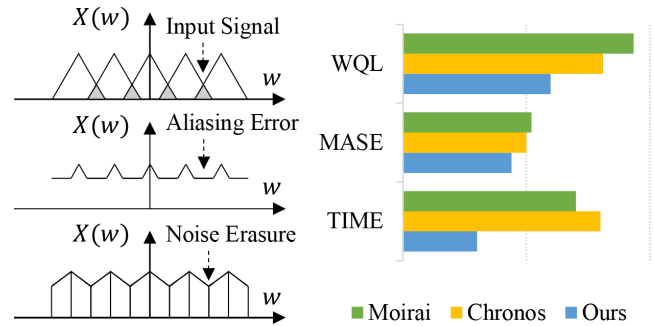 X(w)
Input Signal
w
X(w)
Aliasing Error
w
X(w)
Noise Erasure
w
WQL
MASE
TIME
Moirai
Chronos
Ours